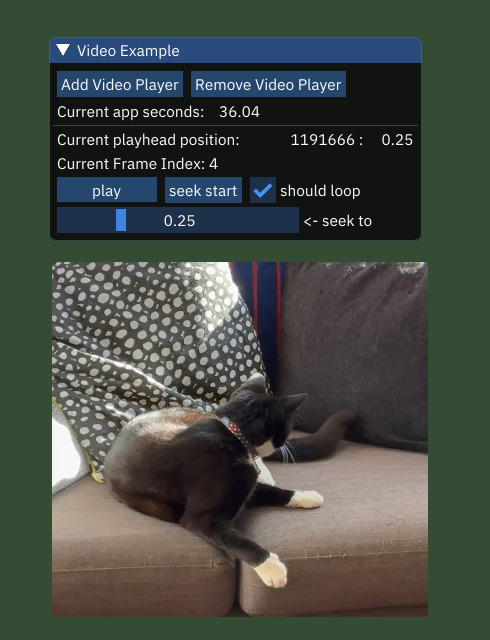 Video Example
Add Video Player Remove Video Player
Current app seconds: 36.04
Current playhead position: 1191666 : 0.25
Current Frame Index: 4
play seek start should loop
0.25 <- seek to